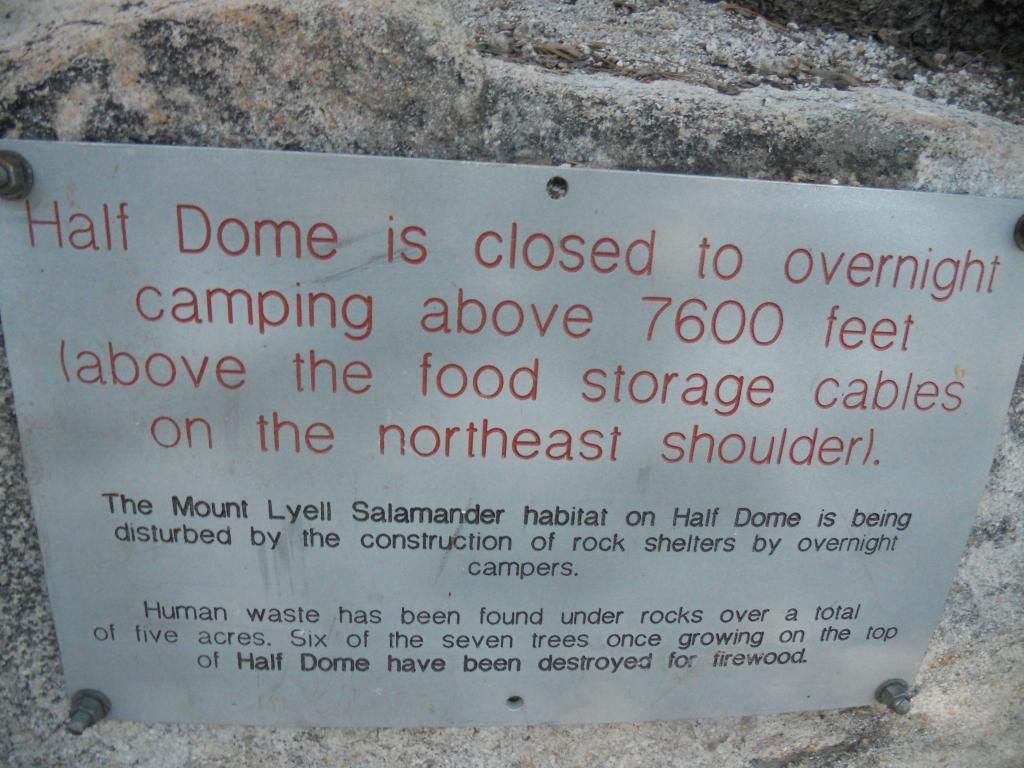 Half Dome is closed to overnight
camping above 7600 feet
(above the food storage cables
on the northeast shoulder).
The Mount Lyell Salamander habitat on Half Dome is being
disturbed by the construction of rock shelters by overnight
campers.
Human waste has been found under rocks over a total
of five acres. Six of the seven trees once growing on the top
of Half Dome have been destroyed for firewood.